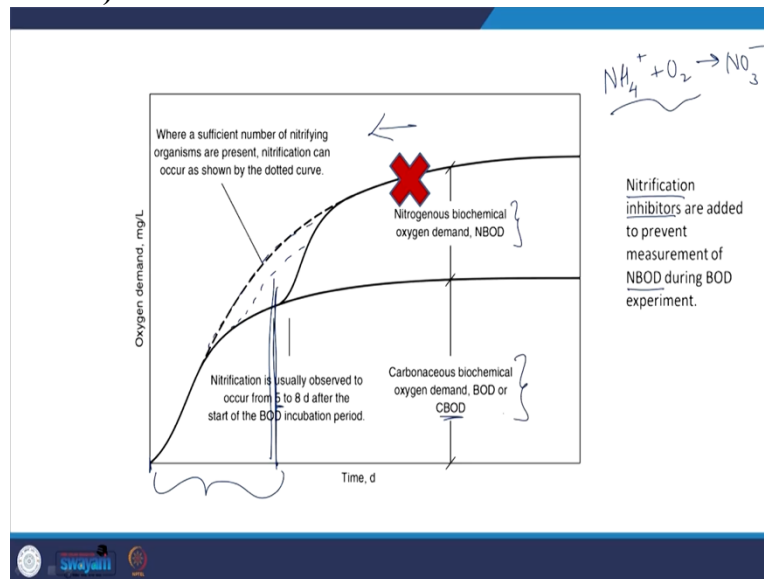 NH4+ + O2 → NO3-
Where a sufficient number of nitrifying
organisms are present, nitrification can
occur as shown by the dotted curve.
Nitrogenous biochemical
oxygen demand, NBOD
Nitrification
inhibitors are added
to prevent
measurement of
NBOD during BOD
experiment.
Oxygen demand, mg/L
Nitrification is usually observed to
occur from 5 to 8 d after the
start of the BOD incubation period.
Carbonaceous biochemical
oxygen demand, BOD or
CBOD
Time, d
swayam